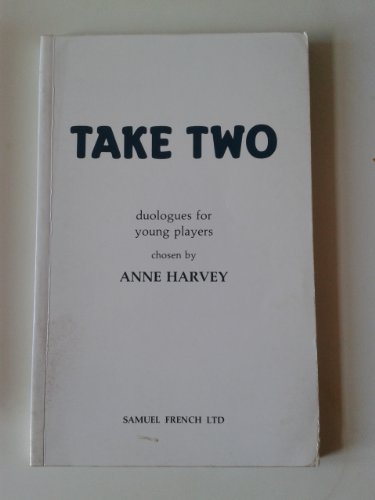 TAKE TWO
duologues for
young players
chosen by
ANNE HARVEY
SAMUEL FRENCH LTD